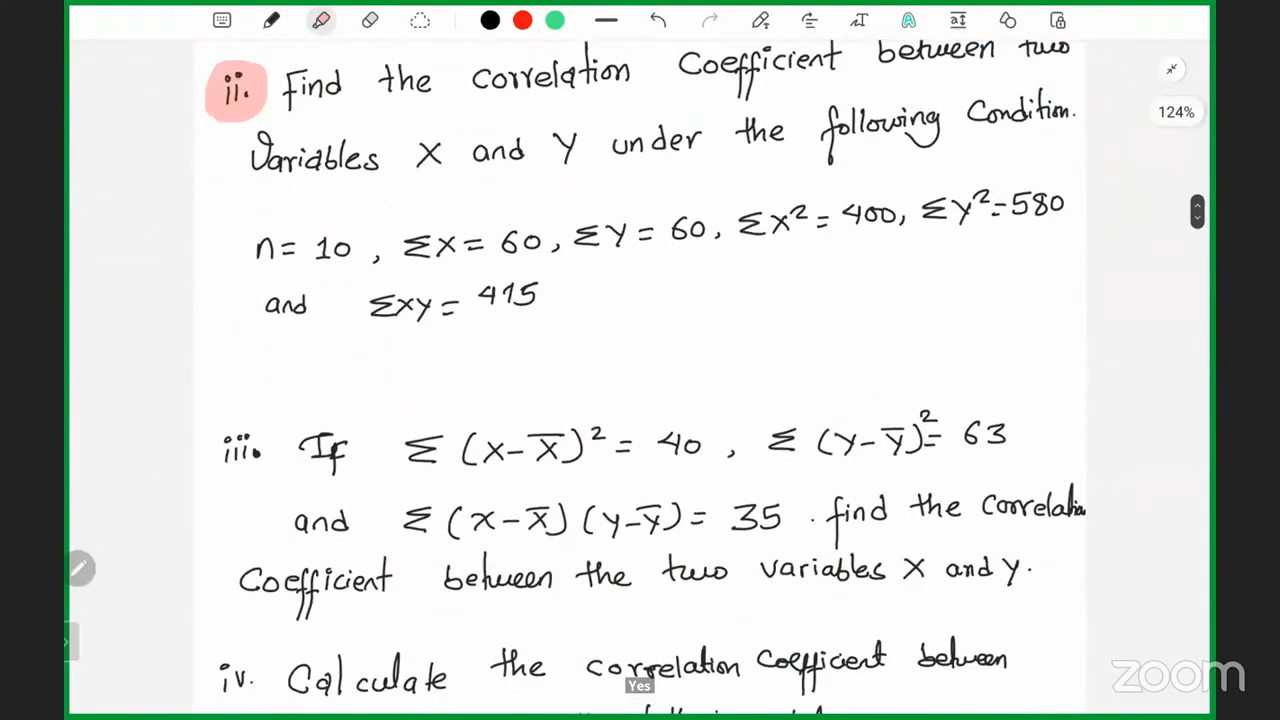 124%
ii. Find the correlation Coefficient between two
Variables X and Y under the following Condition.
n = 10 , ΣX = 60, ΣY = 60, ΣX² = 400, ΣY² = 580
and ΣXY = 415
iii. If Σ(X-X̅)² = 40 , Σ(Y-Y̅)² = 63
and Σ(X-X̅)(Y-Y̅) = 35 . find the correlation
Coefficient between the two variables X and Y.
iv. Calculate the correlation Coefficient between
Yes
zoom